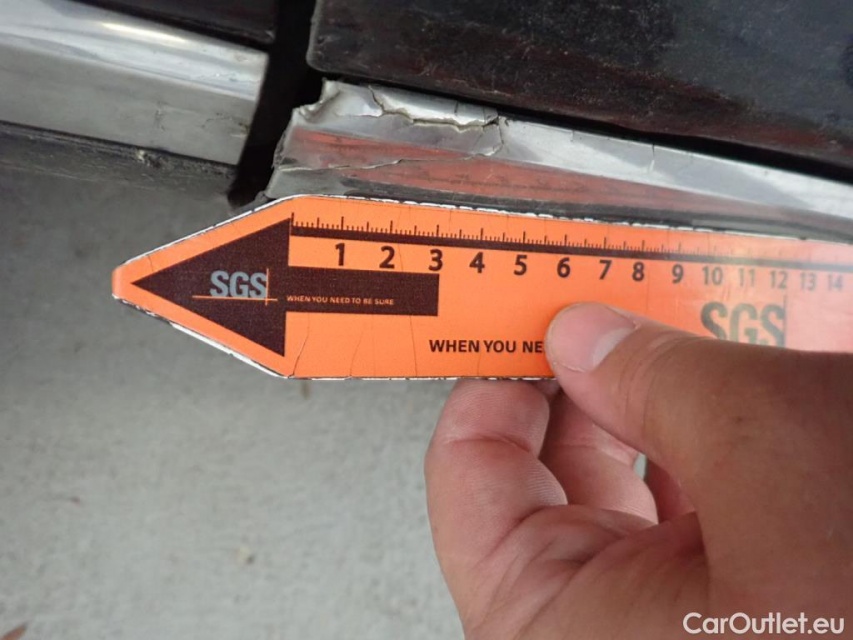 1 2 3 4 5 6 7 8 9 10 11 12 13 14
SGS
WHEN YOU NEED TO BE SURE
SGS
WHEN YOU NE
CarOutlet.eu